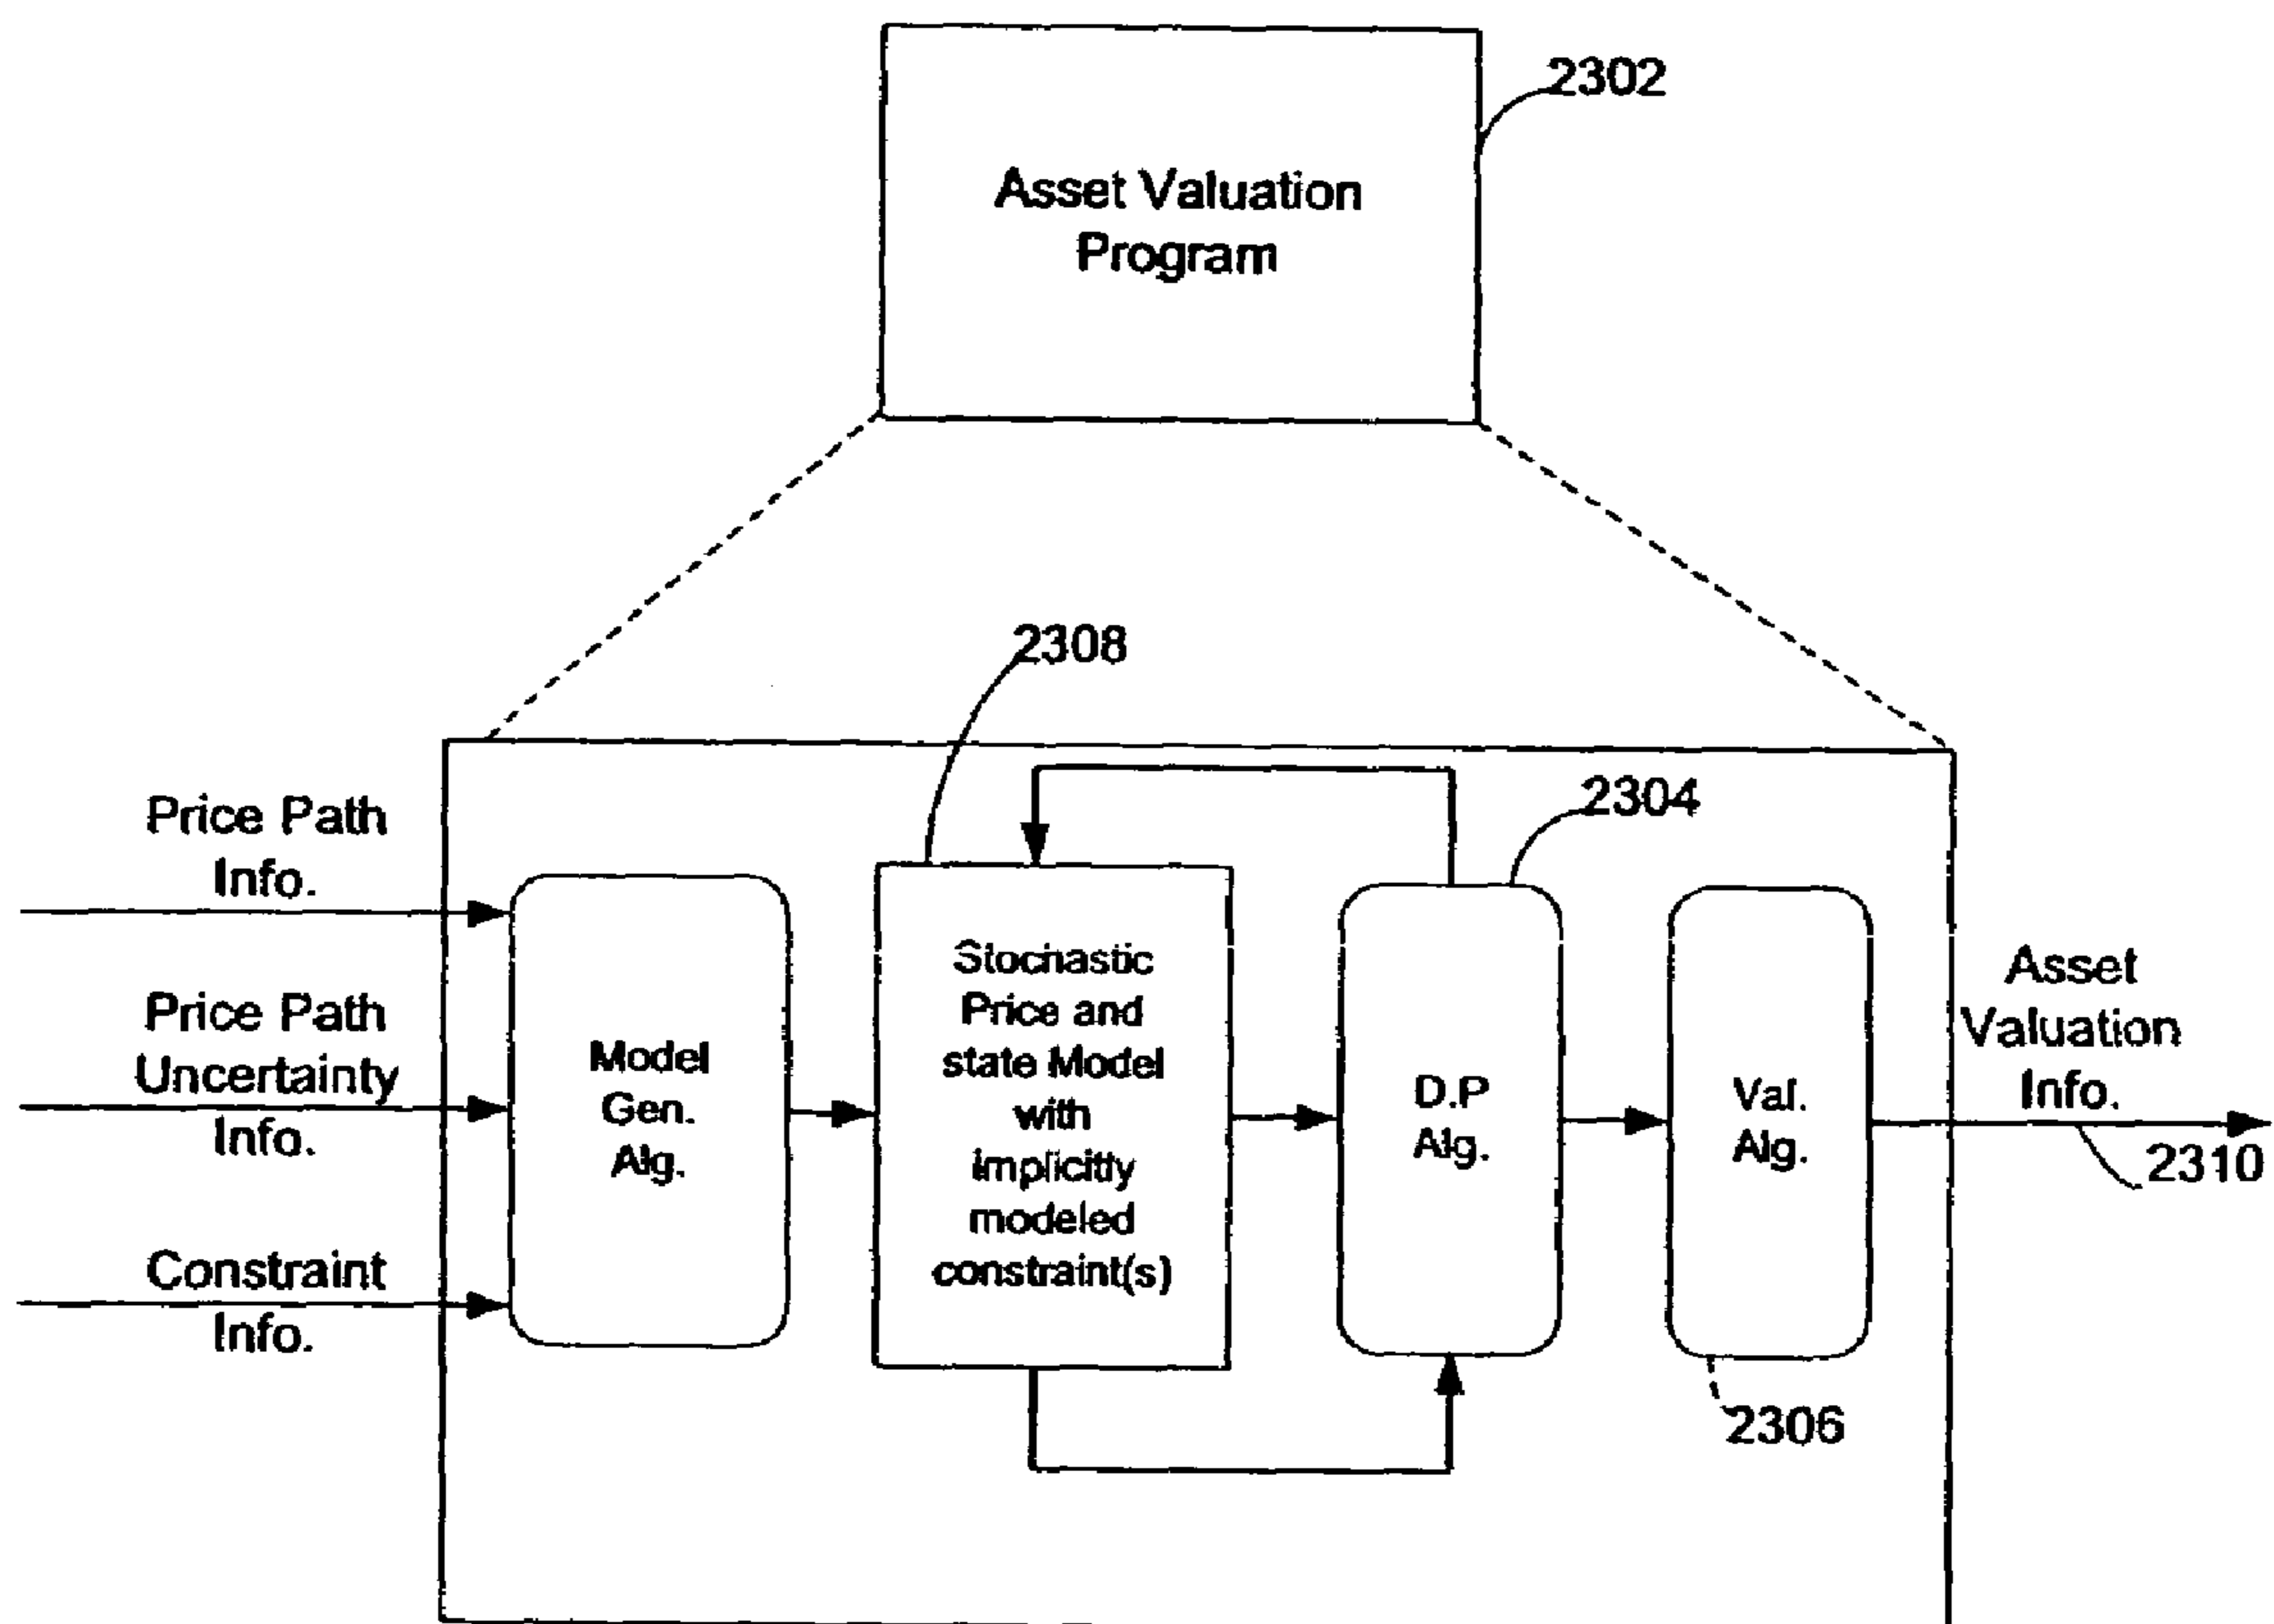 2302
Asset Valuation
Program
2308
2304
Price Path
Info.
Price Path
Uncertainty
Info.
Constraint
Info.
Model
Gen.
Alg.
Stochastic
Price and
state Model
with
implicitly
modeled
constraint(s)
D.P
Alg.
Val.
Alg.
Asset
Valuation
Info.
2310
2306